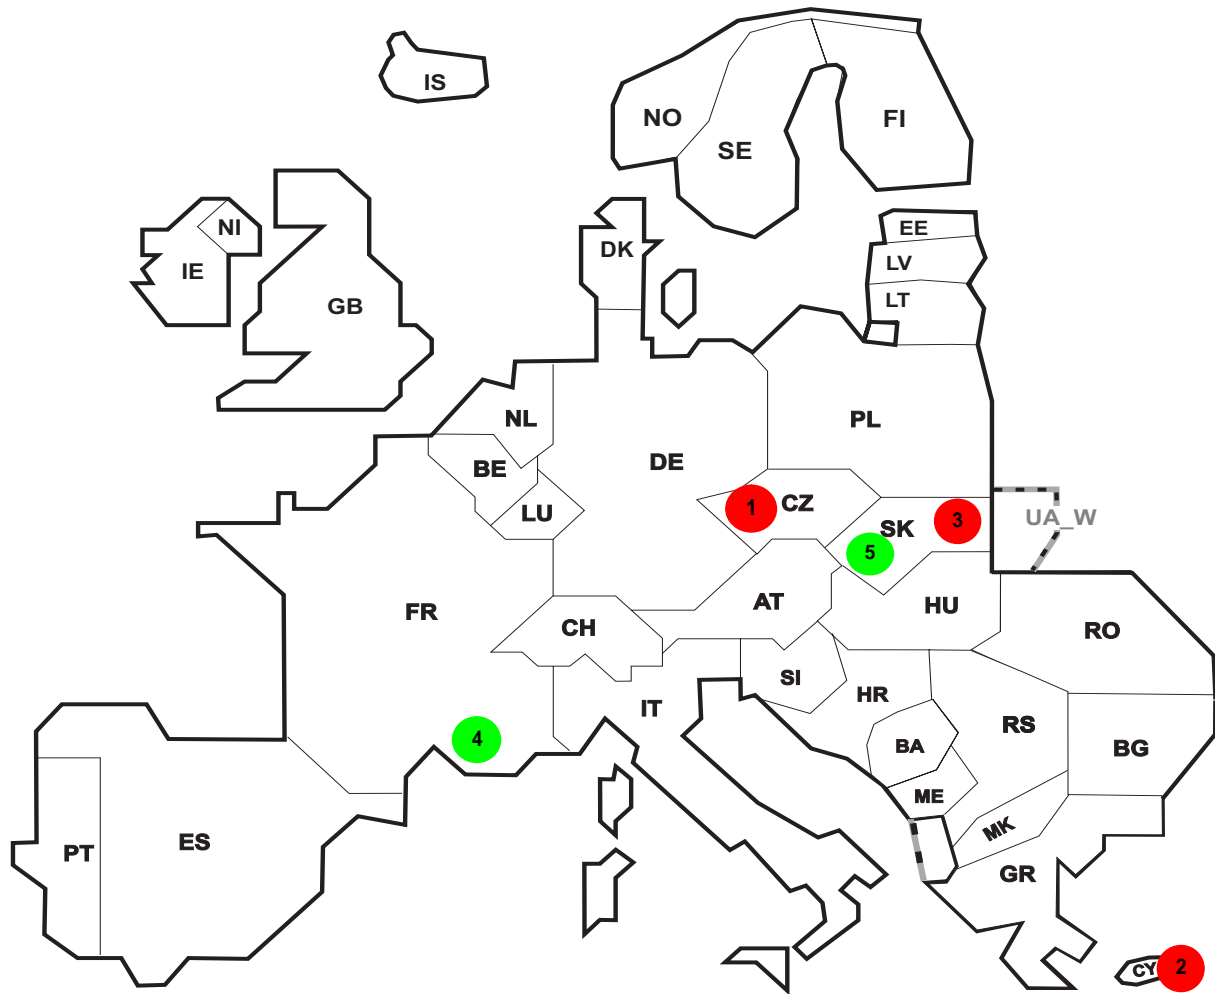 IS
NO
SE
FI
NI
IE
GB
DK
EE
LV
LT
NL
BE
LU
DE
PL
1
CZ
SK
3
5
UA_W
FR
CH
AT
HU
RO
SI
IT
HR
BA
RS
BG
4
ME
MK
PT
ES
GR
CY
2